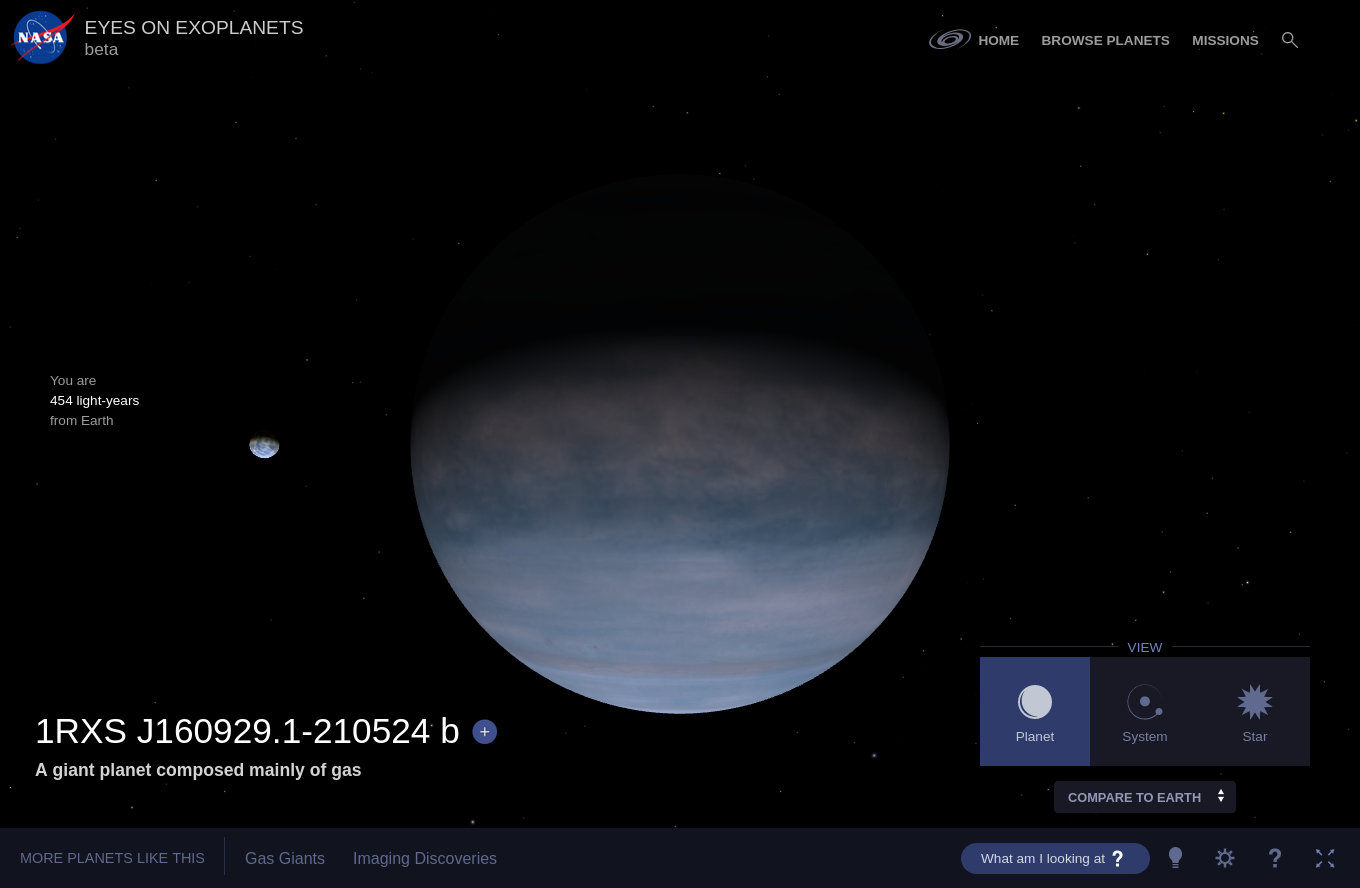 NASA
EYES ON EXOPLANETS
beta
HOME
BROWSE PLANETS
MISSIONS
You are
454 light-years
from Earth
1RXS J160929.1-210524 b +
A giant planet composed mainly of gas
VIEW
Planet
System
Star
COMPARE TO EARTH
MORE PLANETS LIKE THIS
Gas Giants
Imaging Discoveries
What am I looking at ?
?